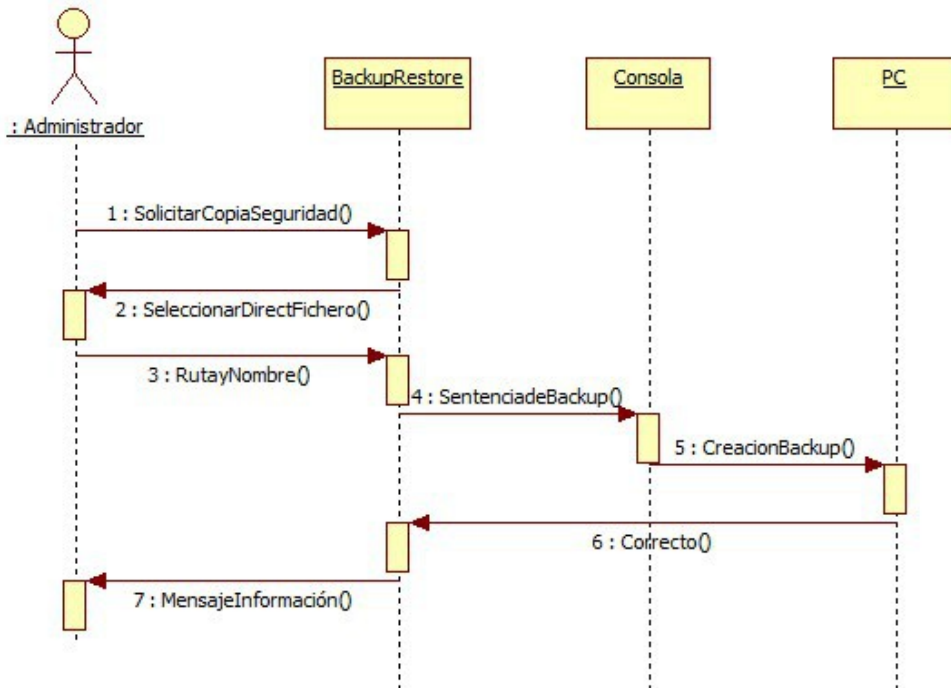 BackupRestore
Consola
PC
: Administrador
1 : SolicitarCopiaSeguridad()
2 : SeleccionarDirectFichero()
3 : RutayNombre()
4 : SentenciadeBackup()
5 : CreacionBackup()
6 : Correcto()
7 : MensajeInformación()